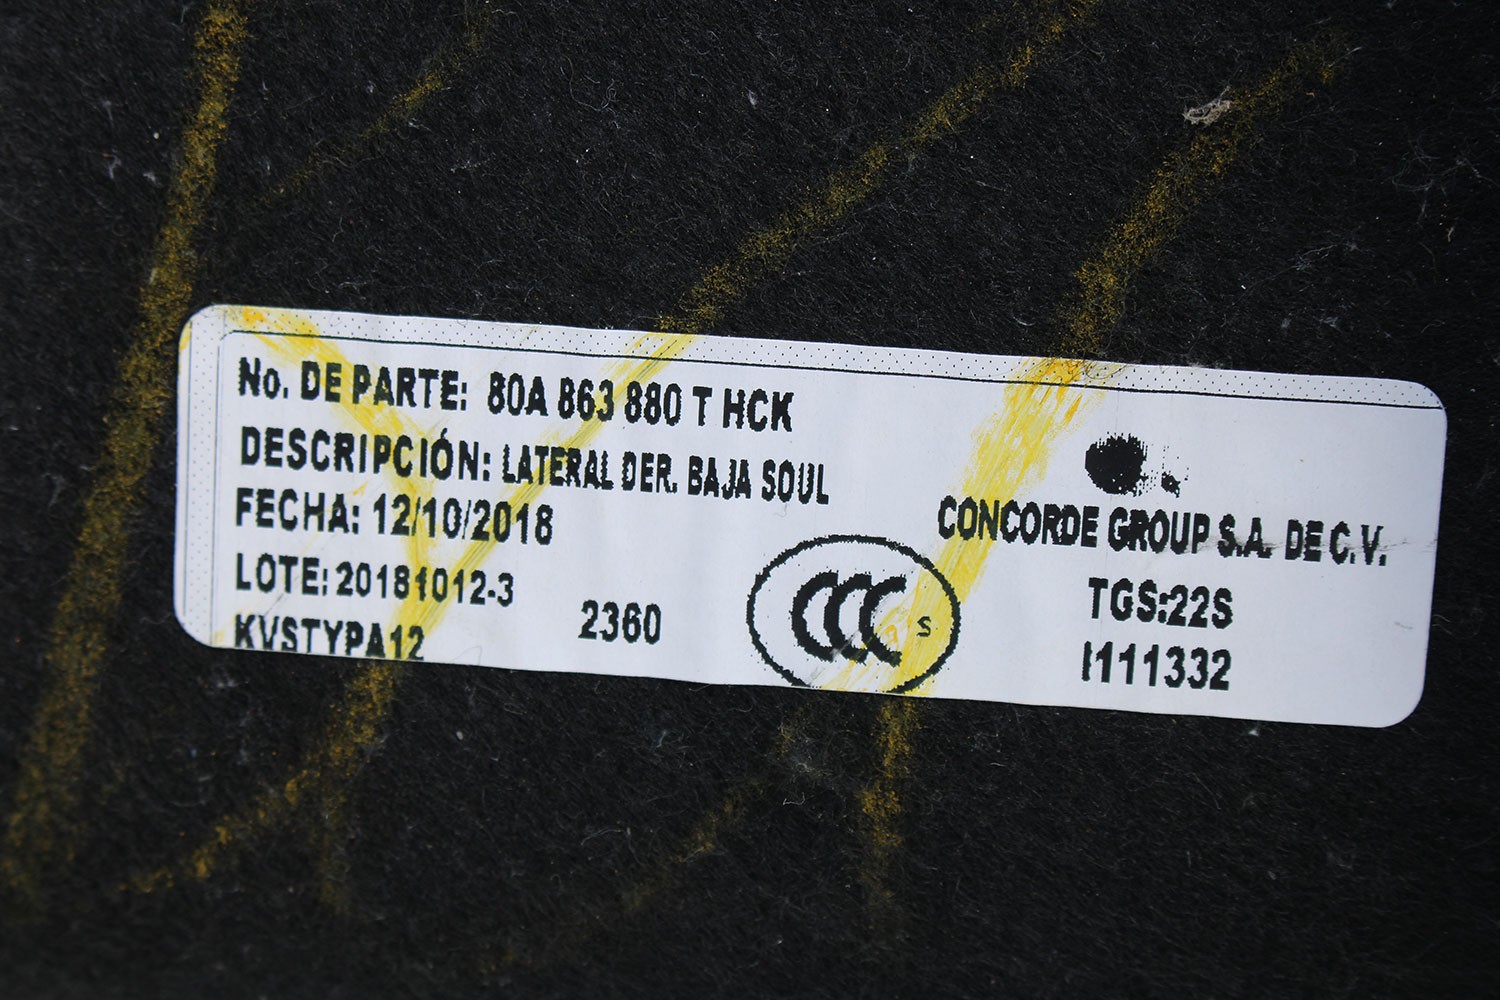 No. DE PARTE: 80A 863 880 T HCK
DESCRIPCIÓN: LATERAL DER. BAJA SOUL
FECHA: 12/10/2018
LOTE: 20181012-3
KVSTYPA12
2360
CCC S
CONCORDE GROUP S.A. DE C.V.
TGS:22S
I111332